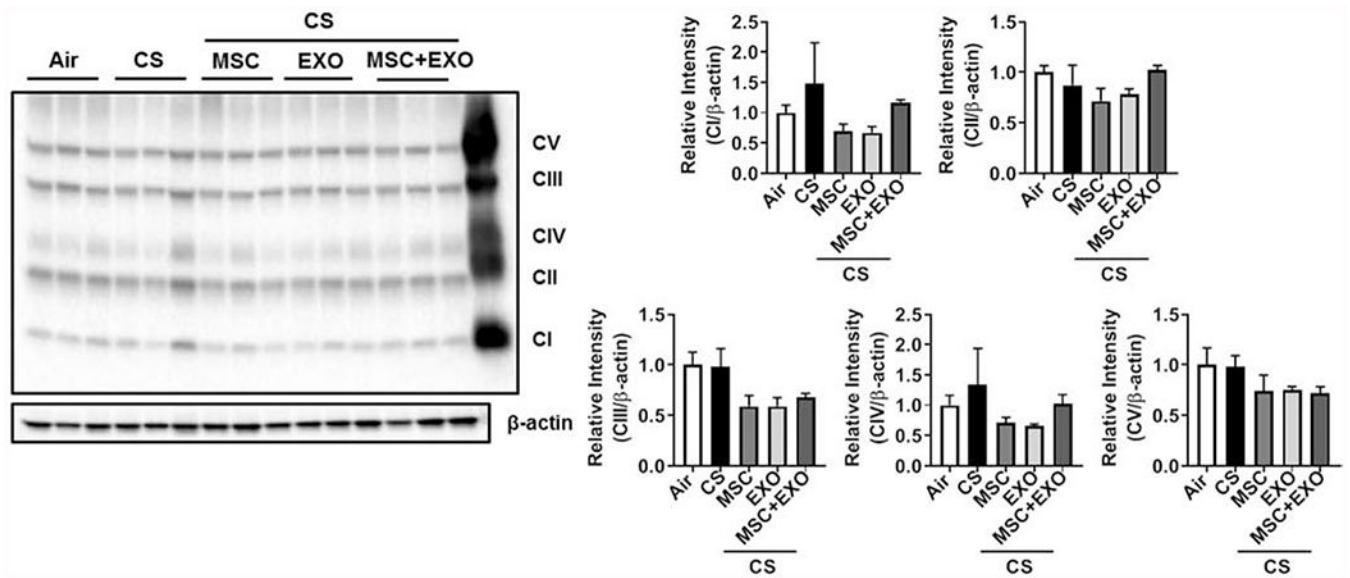 CS
Air CS MSC EXO MSC+EXO
CV
CIII
CIV
CII
CI
β-actin
Relative Intensity
(CI/β-actin)
2.5
2.0
1.5
1.0
0.5
0.0
Air
CS
MSC
EXO
MSC+EXO
CS
Relative Intensity
(CII/β-actin)
1.5
1.0
0.5
0.0
Air
CS
MSC
EXO
MSC+EXO
CS
Relative Intensity
(CIII/β-actin)
1.5
1.0
0.5
0.0
Air
CS
MSC
EXO
MSC+EXO
CS
Relative Intensity
(CIV/β-actin)
2.5
2.0
1.5
1.0
0.5
0.0
Air
CS
MSC
EXO
MSC+EXO
CS
Relative Intensity
(CV/β-actin)
1.5
1.0
0.5
0.0
Air
CS
MSC
EXO
MSC+EXO
CS